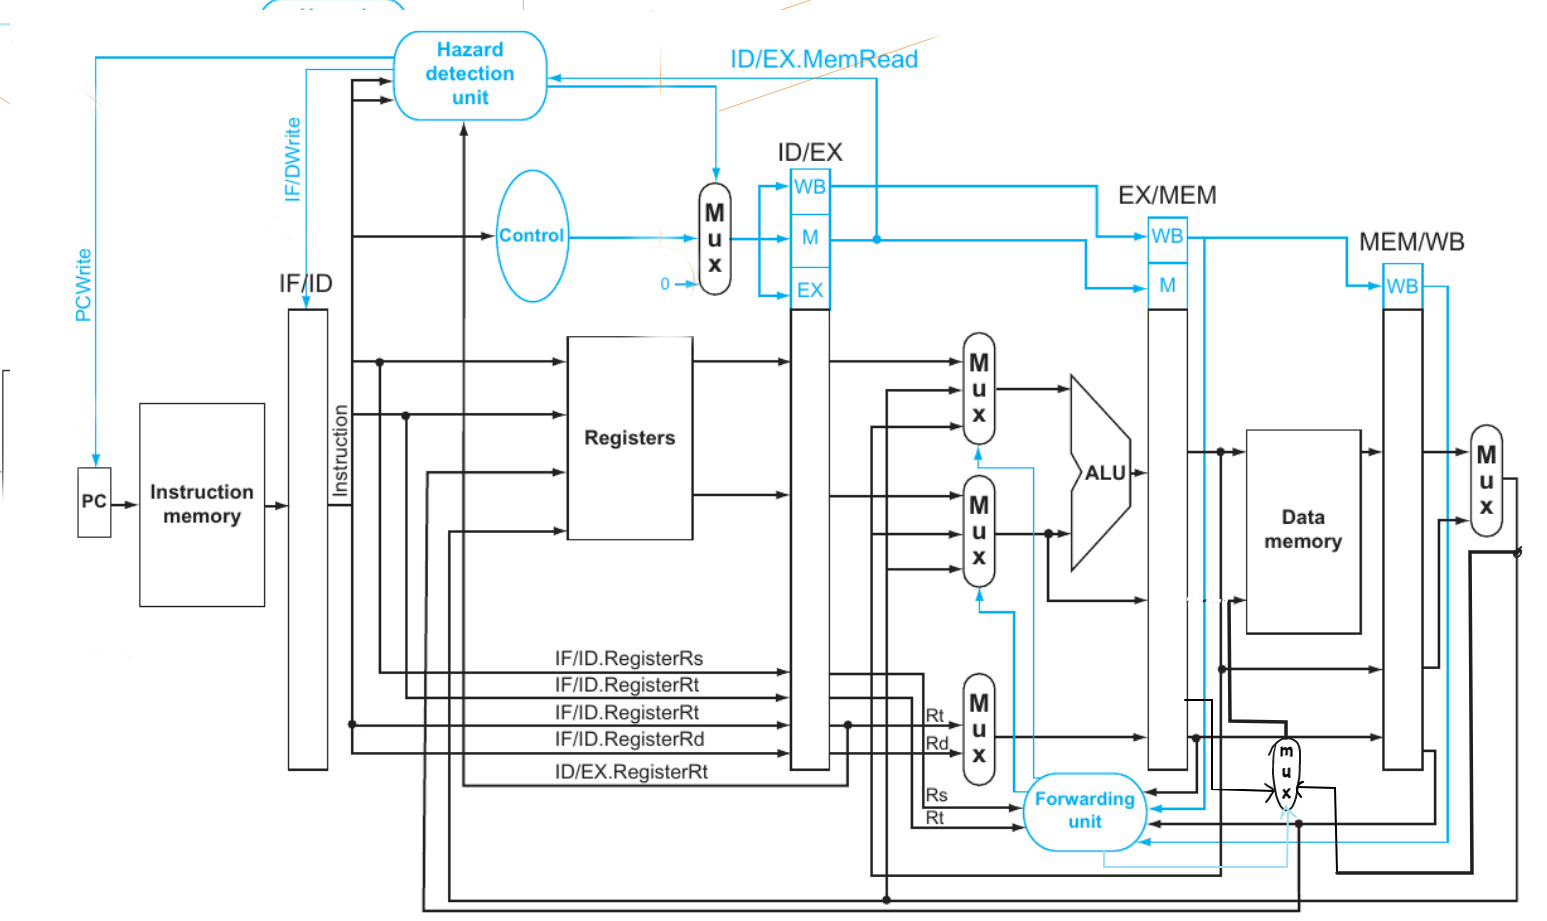 Hazard
detection
unit
ID/EX.MemRead
IF/DWrite
PCWrite
ID/EX
WB
M
EX
Control
M
u
x
0
EX/MEM
WB
M
MEM/WB
WB
IF/ID
PC
Instruction
memory
Instruction
Registers
M
u
x
M
u
x
ALU
Data
memory
M
u
x
IF/ID.RegisterRs
IF/ID.RegisterRt
IF/ID.RegisterRt
IF/ID.RegisterRd
ID/EX.RegisterRt
Rt
Rd
M
u
x
Rs
Rt
Forwarding
unit
m
u
x